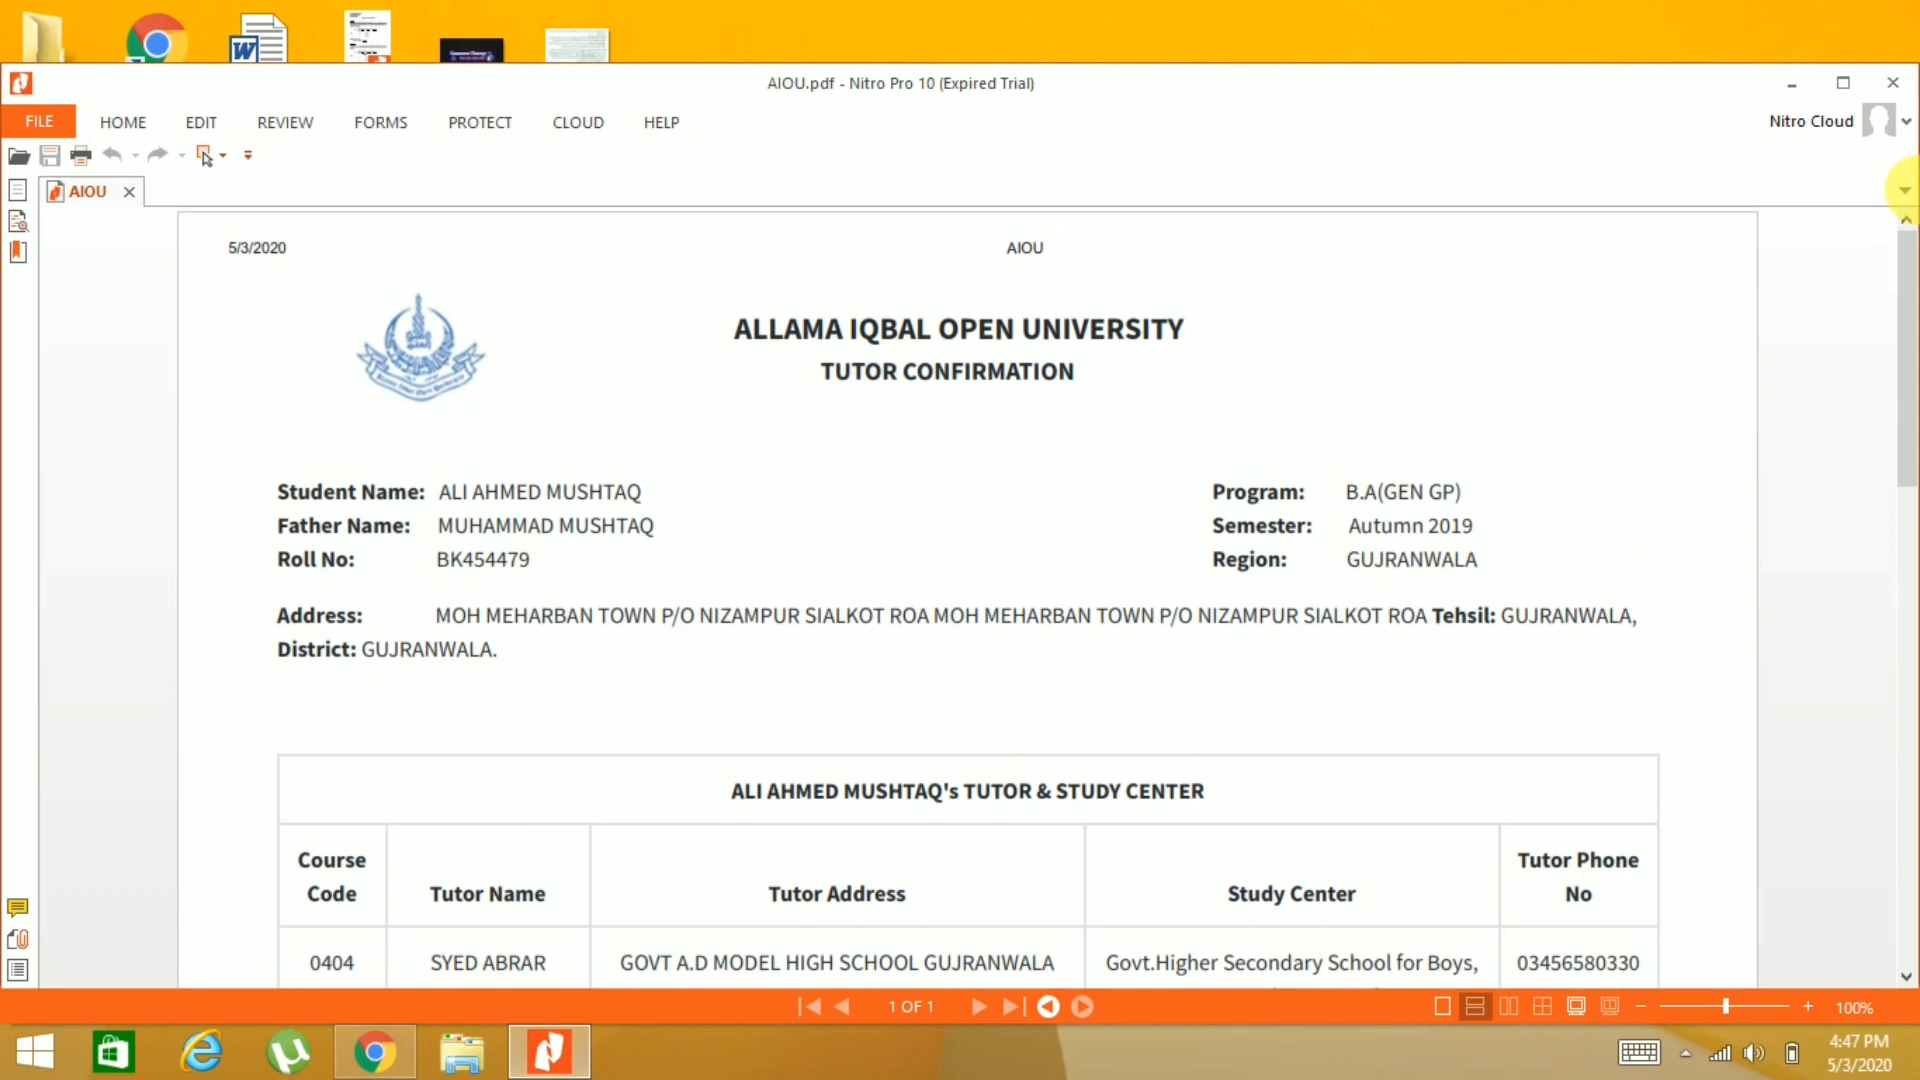 AIOU.pdf - Nitro Pro 10 (Expired Trial)
FILE HOME EDIT REVIEW FORMS PROTECT CLOUD HELP Nitro Cloud
AIOU
5/3/2020 AIOU
ALLAMA IQBAL OPEN UNIVERSITY
TUTOR CONFIRMATION
Student Name: ALI AHMED MUSHTAQ Program: B.A(GEN GP)
Father Name: MUHAMMAD MUSHTAQ Semester: Autumn 2019
Roll No: BK454479 Region: GUJRANWALA
Address: MOH MEHARBAN TOWN P/O NIZAMPUR SIALKOT ROA MOH MEHARBAN TOWN P/O NIZAMPUR SIALKOT ROA Tehsil: GUJRANWALA,
District: GUJRANWALA.
ALI AHMED MUSHTAQ's TUTOR & STUDY CENTER
Course Code Tutor Name Tutor Address Study Center Tutor Phone No
0404 SYED ABRAR GOVT A.D MODEL HIGH SCHOOL GUJRANWALA Govt.Higher Secondary School for Boys, 03456580330
1 OF 1 100%
4:47 PM
5/3/2020